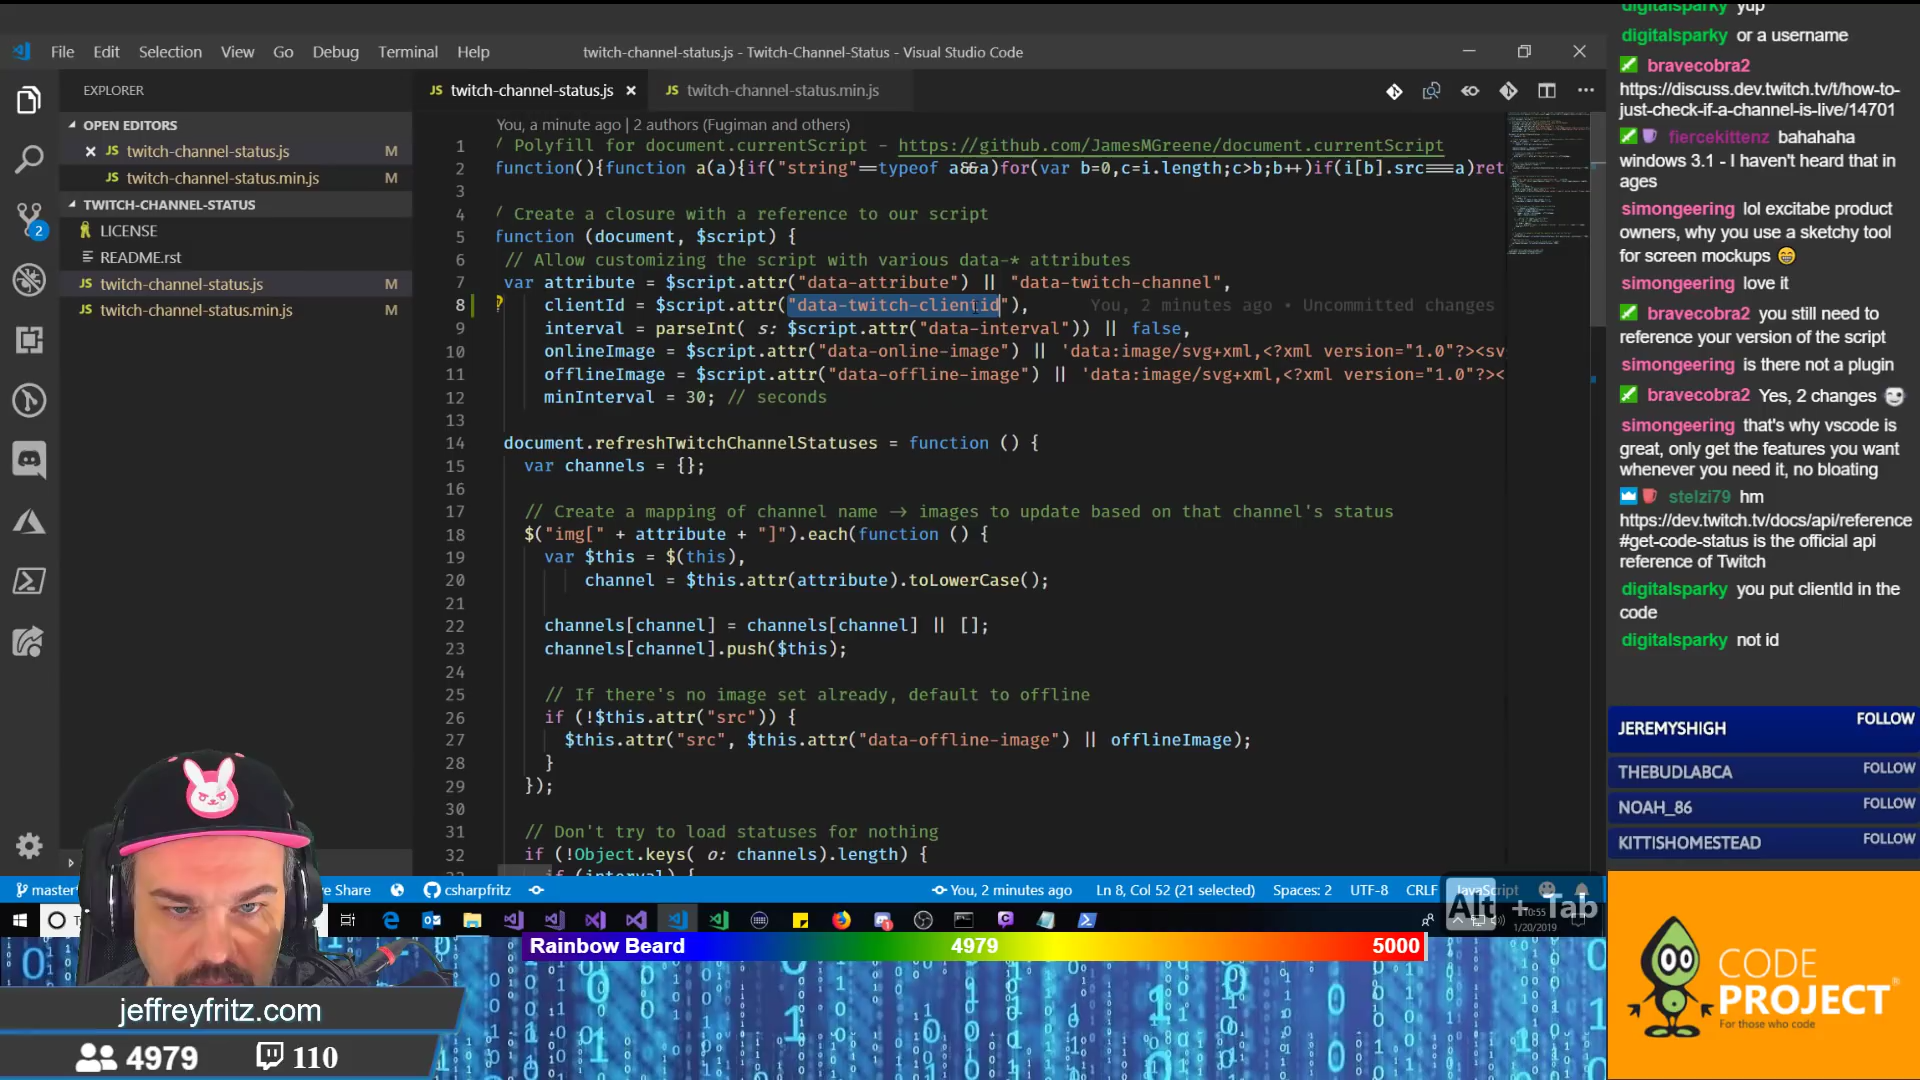 File Edit Selection View Go Debug Terminal Help
twitch-channel-status.js - Twitch-Channel-Status - Visual Studio Code
EXPLORER
OPEN EDITORS
twitch-channel-status.js M
twitch-channel-status.min.js M
TWITCH-CHANNEL-STATUS
LICENSE
README.rst
twitch-channel-status.js M
twitch-channel-status.min.js M
2
twitch-channel-status.js
twitch-channel-status.min.js
You, a minute ago | 2 authors (Fugiman and others)
1 / Polyfill for document.currentScript - https://github.com/JamesMGreene/document.currentScript
2 function(){function a(a){if("string"==typeof a&&a)for(var b=0,c=i.length;c>b;b++)if(i[b].src===a)ret
3
4 / Create a closure with a reference to our script
5 function (document, $script) {
6 // Allow customizing the script with various data-* attributes
7 var attribute = $script.attr("data-attribute") || "data-twitch-channel",
8 clientId = $script.attr("data-twitch-clientid"), You, 2 minutes ago • Uncommitted changes
9 interval = parseInt( s: $script.attr("data-interval")) || false,
10 onlineImage = $script.attr("data-online-image") || 'data:image/svg+xml,<?xml version="1.0"?><sv
11 offlineImage = $script.attr("data-offline-image") || 'data:image/svg+xml,<?xml version="1.0"?><
12 minInterval = 30; // seconds
13
14 document.refreshTwitchChannelStatuses = function () {
15 var channels = {};
16
17 // Create a mapping of channel name → images to update based on that channel's status
18 $("img[" + attribute + "]").each(function () {
19 var $this = $(this),
20 channel = $this.attr(attribute).toLowerCase();
21
22 channels[channel] = channels[channel] || [];
23 channels[channel].push($this);
24
25 // If there's no image set already, default to offline
26 if (!$this.attr("src")) {
27 $this.attr("src", $this.attr("data-offline-image") || offlineImage);
28 }
29 });
30
31 // Don't try to load statuses for nothing
32 if (!Object.keys( o: channels).length) {
if (interval) {
master
Share
csharpfritz
You, 2 minutes ago
Ln 8, Col 52 (21 selected)
Spaces: 2
UTF-8
CRLF
JavaScript
Alt + Tab
10:55
1/20/2019
Rainbow Beard 4979 5000
jeffreyfritz.com
4979 110
digitalsparky yup
digitalsparky or a username
bravecobra2
https://discuss.dev.twitch.tv/t/how-to-
just-check-if-a-channel-is-live/14701
fiercekittenz bahahaha
windows 3.1 - I haven't heard that in
ages
simongeering lol excitabe product
owners, why you use a sketchy tool
for screen mockups 😁
simongeering love it
bravecobra2 you still need to
reference your version of the script
simongeering is there not a plugin
bravecobra2 Yes, 2 changes
simongeering that's why vscode is
great, only get the features you want
whenever you need it, no bloating
stelzi79 hm
https://dev.twitch.tv/docs/api/reference
#get-code-status is the official api
reference of Twitch
digitalsparky you put clientId in the
code
digitalsparky not id
JEREMYSHIGH FOLLOW
THEBUDLABCA FOLLOW
NOAH_86 FOLLOW
KITTISHOMESTEAD FOLLOW
CODE
PROJECT
For those who code